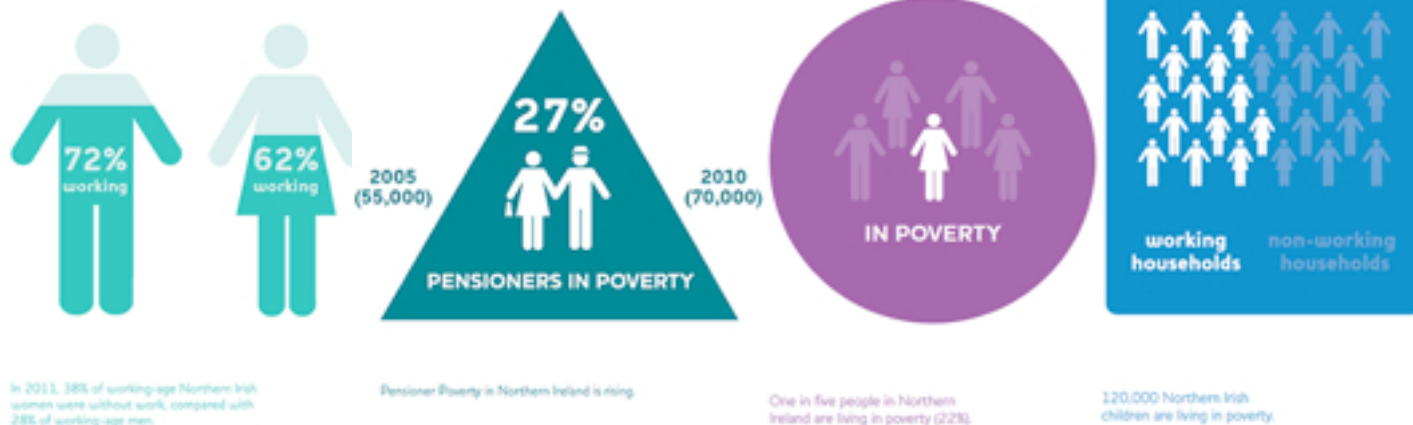 72%
working
62%
working
2005
(55,000)
27%
PENSIONERS IN POVERTY
2010
(70,000)
IN POVERTY
working
households
non-working
households
In 2011, 38% of working-age Northern Irish
women were without work, compared with
28% of working-age men.
Pensioner Poverty in Northern Ireland is rising.
One in five people in Northern
Ireland are living in poverty (22%).
120,000 Northern Irish
children are living in poverty.